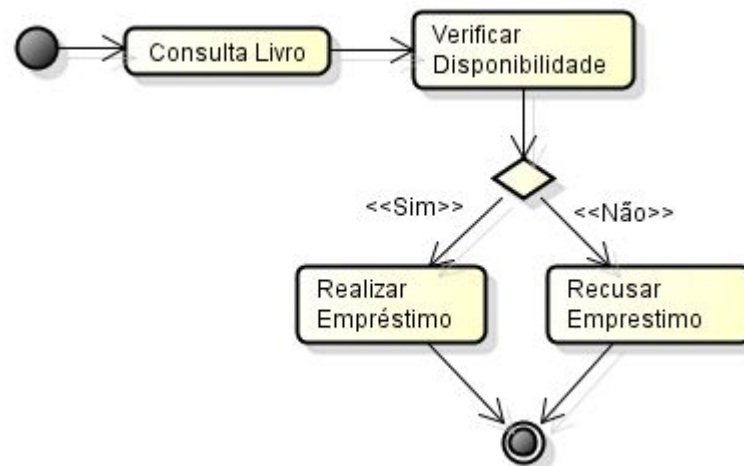 Consulta Livro
Verificar
Disponibilidade
<<Sim>>
<<Não>>
Realizar
Empréstimo
Recusar
Emprestimo